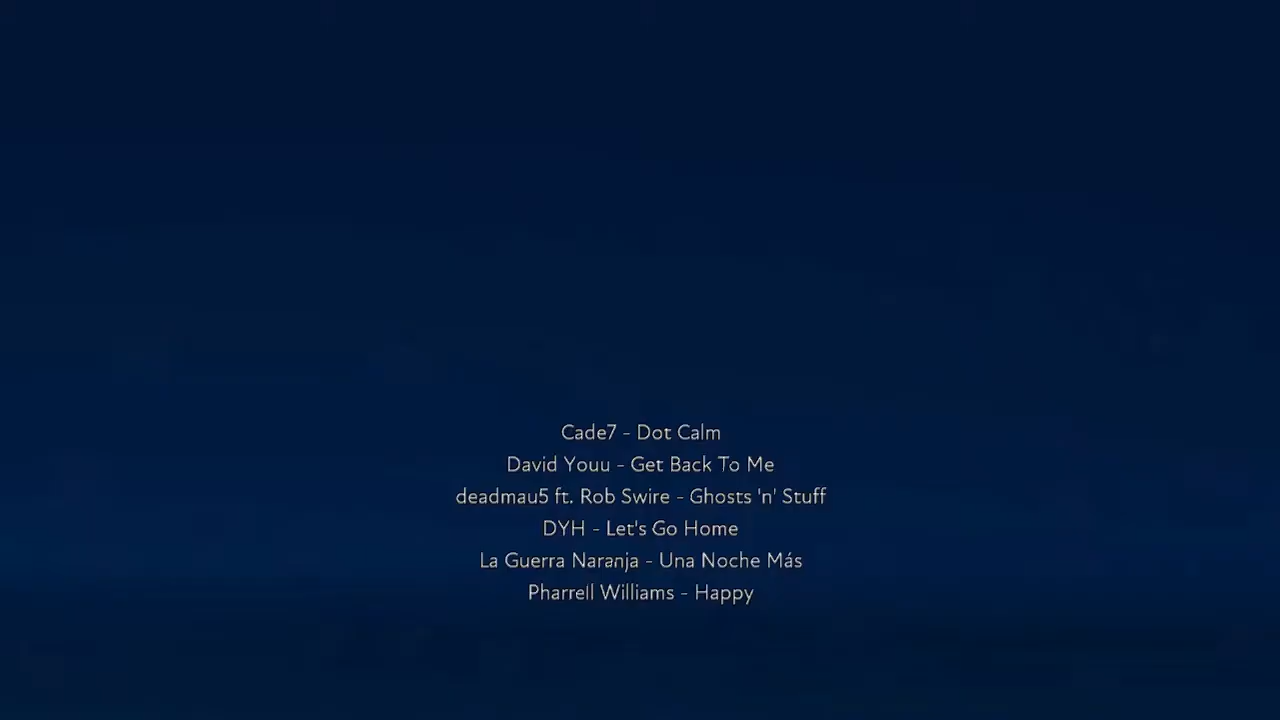 Cade7 - Dot Calm
David Youu - Get Back To Me
deadmau5 ft. Rob Swire - Ghosts 'n' Stuff
DYH - Let's Go Home
La Guerra Naranja - Una Noche Más
Pharrell Williams - Happy